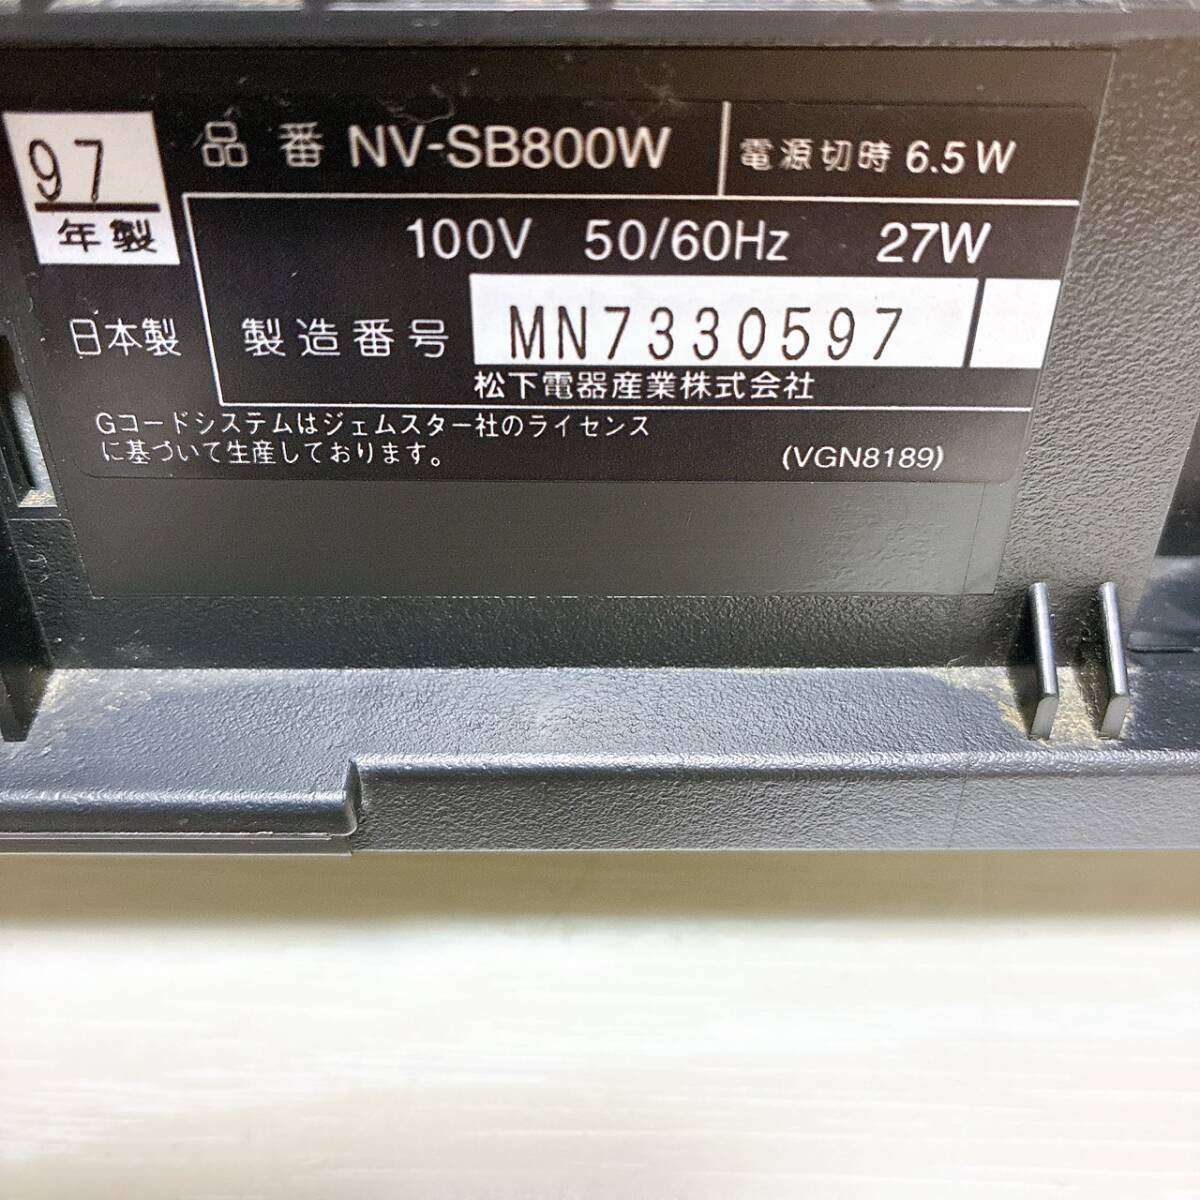 97
年製
品番 NV-SB800W
電源切時 6.5W
100V 50/60Hz 27W
日本製
製造番号 MN7330597
松下電器産業株式会社
Gコードシステムはジェムスター社のライセンス
に基づいて生産しております。
(VGN8189)